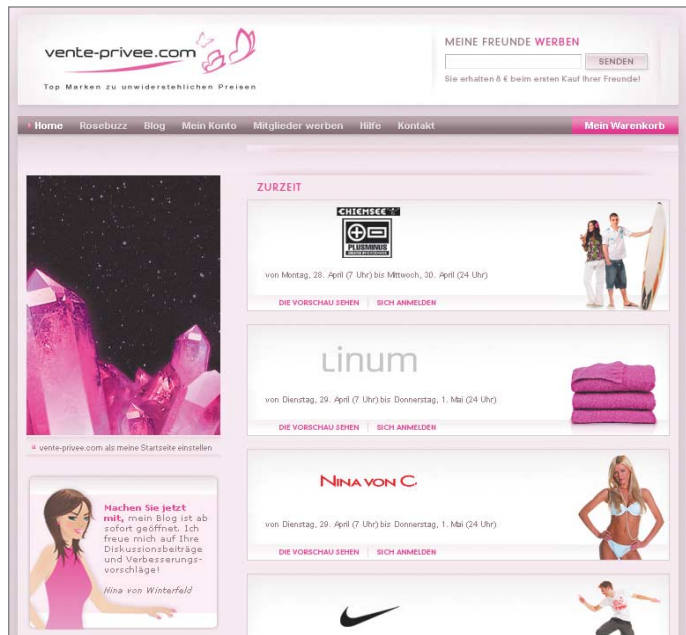 vente-privee.com
Top Marken zu unwiderstehlichen Preisen
MEINE FREUNDE WERBEN
SENDEN
Sie erhalten 8 € beim ersten Kauf Ihrer Freunde!
Home Rosebuzz Blog Mein Konto Mitglieder werben Hilfe Kontakt Mein Warenkorb
vente-privee.com als meine Startseite einstellen
Machen Sie jetzt
mit, mein Blog ist ab
sofort geöffnet. Ich
freue mich auf Ihre
Diskussionsbeiträge
und Verbesserungs-
vorschläge!
Nina von Winterfeld
ZURZEIT
CHIEMSEE
PLUSMINUS
von Montag, 28. April (7 Uhr) bis Mittwoch, 30. April (24 Uhr)
DIE VORSCHAU SEHEN | SICH ANMELDEN
Linum
von Dienstag, 29. April (7 Uhr) bis Donnerstag, 1. Mai (24 Uhr)
DIE VORSCHAU SEHEN | SICH ANMELDEN
NINA VON C.
von Dienstag, 29. April (7 Uhr) bis Donnerstag, 1. Mai (24 Uhr)
DIE VORSCHAU SEHEN | SICH ANMELDEN